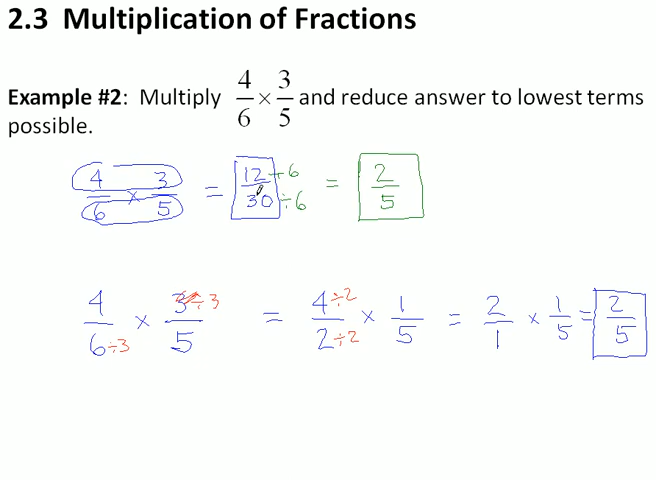 2.3 Multiplication of Fractions
Example #2: Multiply 4/6 × 3/5 and reduce answer to lowest terms
possible.
4/6 × 3/5 = 12÷6/30÷6 = 2/5
4/6÷3 × 3÷3/5 = 4÷2/2÷2 × 1/5 = 2/1 × 1/5 = 2/5